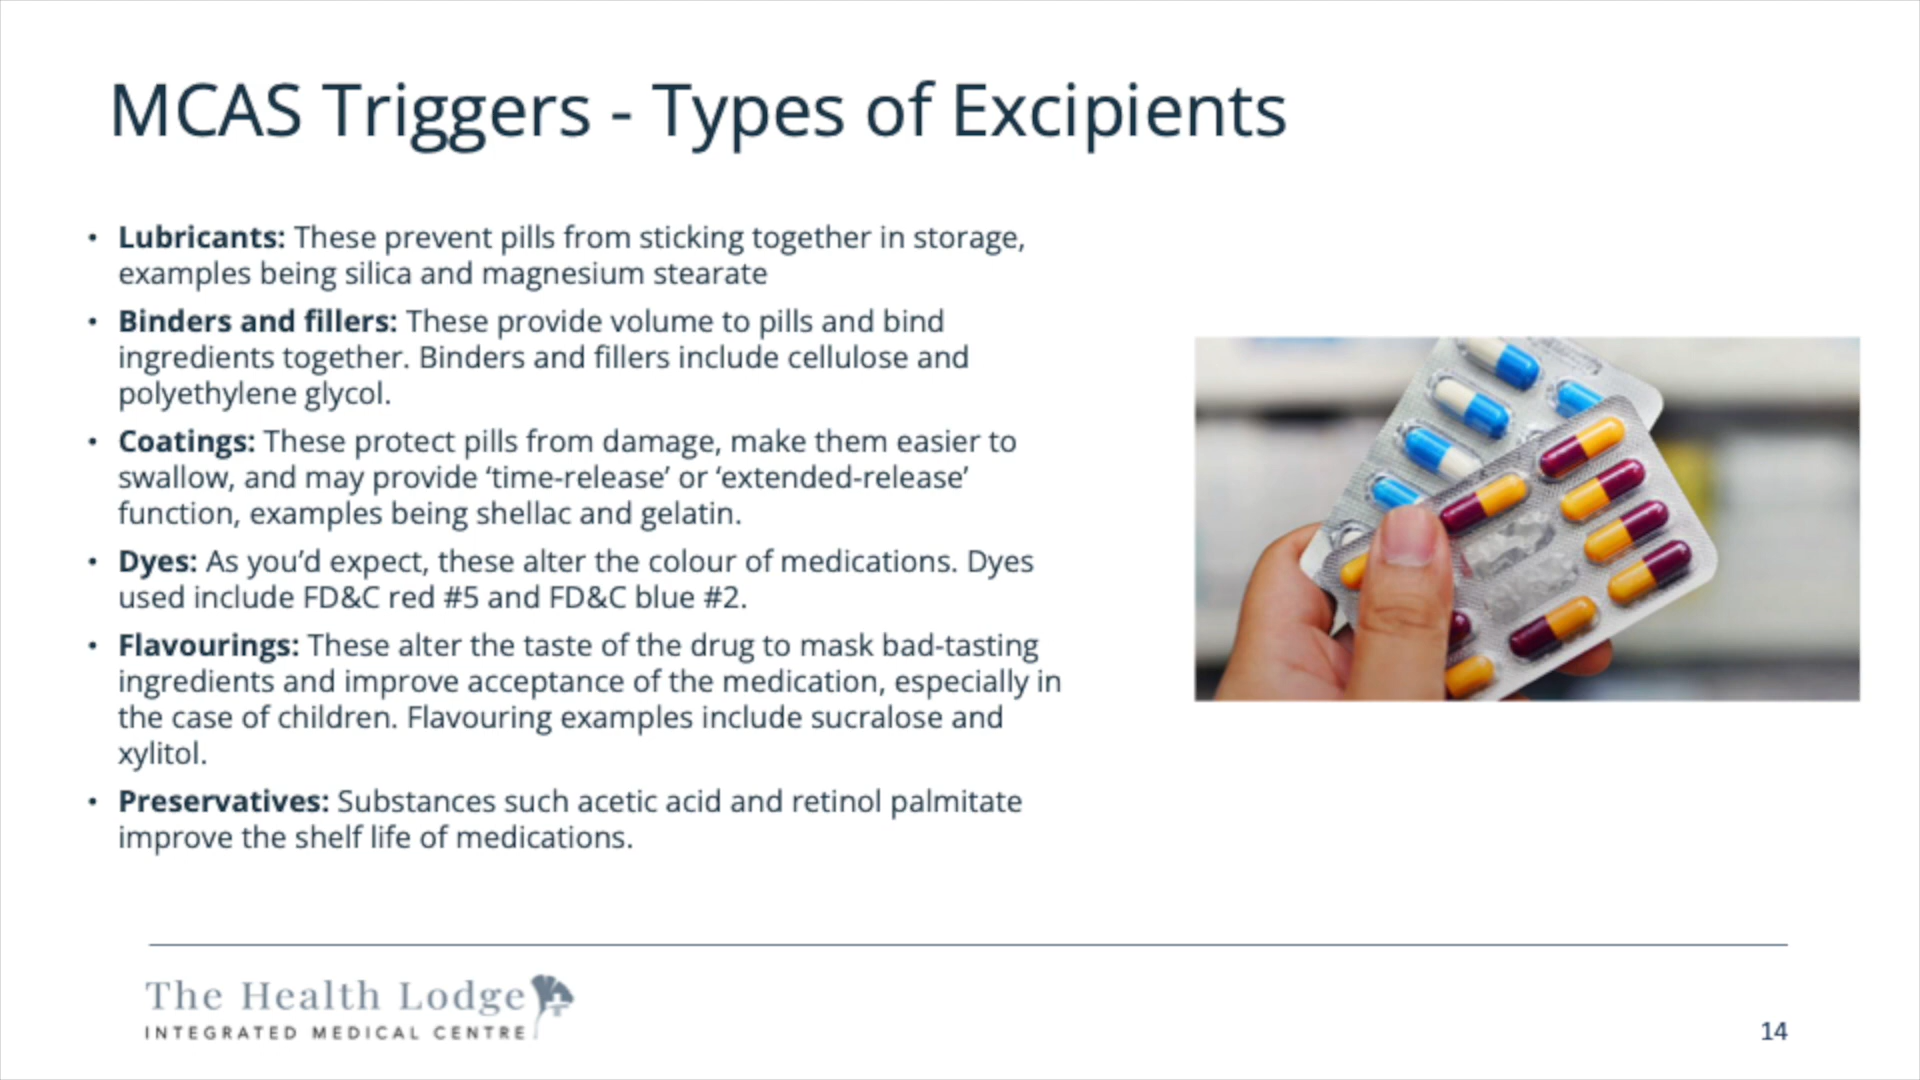 MCAS Triggers - Types of Excipients
• Lubricants: These prevent pills from sticking together in storage,
examples being silica and magnesium stearate
• Binders and fillers: These provide volume to pills and bind
ingredients together. Binders and fillers include cellulose and
polyethylene glycol.
• Coatings: These protect pills from damage, make them easier to
swallow, and may provide ‘time-release’ or ‘extended-release’
function, examples being shellac and gelatin.
• Dyes: As you’d expect, these alter the colour of medications. Dyes
used include FD&C red #5 and FD&C blue #2.
• Flavourings: These alter the taste of the drug to mask bad-tasting
ingredients and improve acceptance of the medication, especially in
the case of children. Flavouring examples include sucralose and
xylitol.
• Preservatives: Substances such acetic acid and retinol palmitate
improve the shelf life of medications.
The Health Lodge
INTEGRATED MEDICAL CENTRE
14